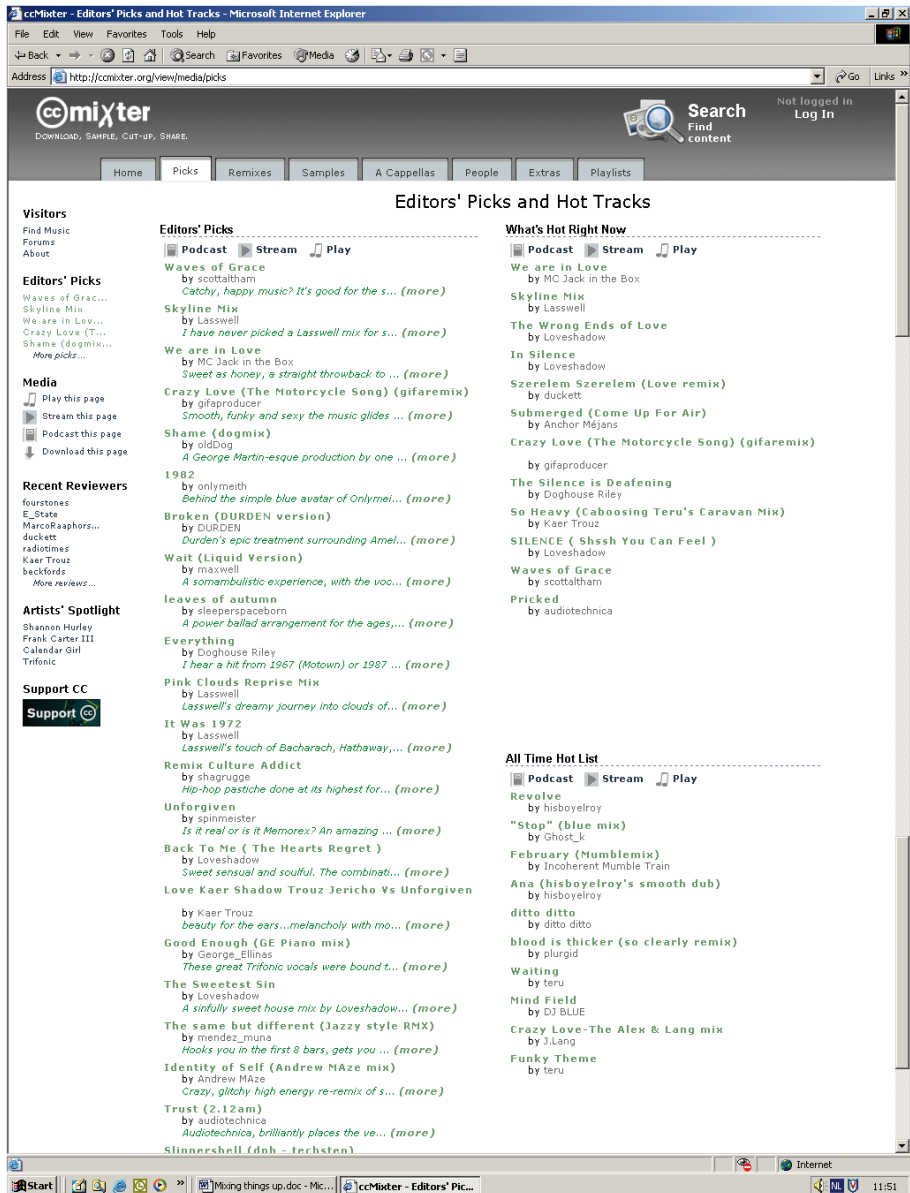 ccMixter - Editors' Picks and Hot Tracks - Microsoft Internet Explorer
File Edit View Favorites Tools Help
Back Search Favorites Media
Address http://ccmixter.org/view/media/picks Go Links »
cc mixter
Download, Sample, Cut-up, Share.
Search
Find
content
Not logged in
Log In
Home Picks Remixes Samples A Cappellas People Extras Playlists
Editors' Picks and Hot Tracks
Visitors
Find Music
Forums
About
Editors' Picks
Waves of Grac...
Skyline Mix
We are in Lov...
Crazy Love (T...
Shame (dogmix...
More picks...
Media
Play this page
Stream this page
Podcast this page
Download this page
Recent Reviewers
fourstones
E_State
MarcoRaaphors...
duckett
radiotimes
Kaer Trouz
beckfords
More reviews...
Artists' Spotlight
Shannon Hurley
Frank Carter III
Calendar Girl
Trifonic
Support CC
Support cc
Editors' Picks
Podcast Stream Play
Waves of Grace
by scottaltham
Catchy, happy music? It's good for the s... (more)
Skyline Mix
by Lasswell
I have never picked a Lasswell mix for s... (more)
We are in Love
by MC Jack in the Box
Sweet as honey, a straight throwback to ... (more)
Crazy Love (The Motorcycle Song) (gifaremix)
by gifaproducer
Smooth, funky and sexy the music glides ... (more)
Shame (dogmix)
by oldDog
A George Martin-esque production by one ... (more)
1982
by onlymeith
Behind the simple blue avatar of Onlymei... (more)
Broken (DURDEN version)
by DURDEN
Durden's epic treatment surrounding Amel... (more)
Wait (Liquid Version)
by maxwell
A somambulistic experience, with the voc... (more)
leaves of autumn
by sleeperspaceborn
A power ballad arrangement for the ages,... (more)
Everything
by Doghouse Riley
I hear a hit from 1967 (Motown) or 1987 ... (more)
Pink Clouds Reprise Mix
by Lasswell
Lasswell's dreamy journey into clouds of... (more)
It Was 1972
by Lasswell
Lasswell's touch of Bacharach, Hathaway,... (more)
Remix Culture Addict
by shagrugge
Hip-hop pastiche done at its highest for... (more)
Unforgiven
by spinmeister
Is it real or is it Memorex? An amazing ... (more)
Back To Me ( The Hearts Regret )
by Loveshadow
Sweet sensual and soulful. The combinati... (more)
Love Kaer Shadow Trouz Jericho Vs Unforgiven
by Kaer Trouz
beauty for the ears...melancholy with mo... (more)
Good Enough (GE Piano mix)
by George_Ellinas
These great Trifonic vocals were bound t... (more)
The Sweetest Sin
by Loveshadow
A sinfully sweet house mix by Loveshadow... (more)
The same but different (Jazzy style RMX)
by mendez_muna
Hooks you in the first 8 bars, gets you ... (more)
Identity of Self (Andrew MAze mix)
by Andrew MAze
Crazy, glitchy high energy re-remix of s... (more)
Trust (2.12am)
by audiotechnica
Audiotechnica, brilliantly places the ve... (more)
Slippershell (dnb - techstep)
What's Hot Right Now
Podcast Stream Play
We are in Love
by MC Jack in the Box
Skyline Mix
by Lasswell
The Wrong Ends of Love
by Loveshadow
In Silence
by Loveshadow
Szerelem Szerelem (Love remix)
by duckett
Submerged (Come Up For Air)
by Anchor Méjans
Crazy Love (The Motorcycle Song) (gifaremix)
by gifaproducer
The Silence is Deafening
by Doghouse Riley
So Heavy (Caboosing Teru's Caravan Mix)
by Kaer Trouz
SILENCE ( Shssh You Can Feel )
by Loveshadow
Waves of Grace
by scottaltham
Pricked
by audiotechnica
All Time Hot List
Podcast Stream Play
Revolve
by hisboyelroy
"Stop" (blue mix)
by Ghost_k
February (Mumblemix)
by Incoherent Mumble Train
Ana (hisboyelroy's smooth dub)
by hisboyelroy
ditto ditto
by ditto ditto
blood is thicker (so clearly remix)
by plurgid
Waiting
by teru
Mind Field
by DJ BLUE
Crazy Love-The Alex & Lang mix
by J.Lang
Funky Theme
by teru
Internet
Start » Mixing things up.doc - Mic... ccMixter - Editors' Pic... NL 11:51